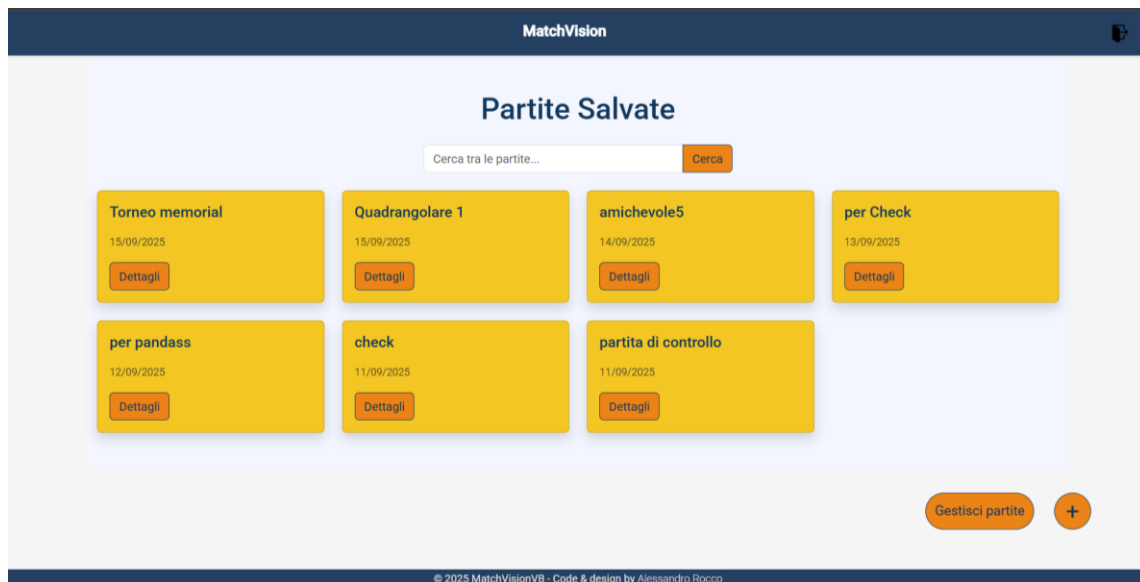 MatchVision
Partite Salvate
Cerca tra le partite...
Cerca
Torneo memorial
15/09/2025
Dettagli
Quadrangolare 1
15/09/2025
Dettagli
amichevole5
14/09/2025
Dettagli
per Check
13/09/2025
Dettagli
per pandass
12/09/2025
Dettagli
check
11/09/2025
Dettagli
partita di controllo
11/09/2025
Dettagli
Gestisci partite
+
© 2025 MatchVisionVB - Code & design by Alessandro Rocco